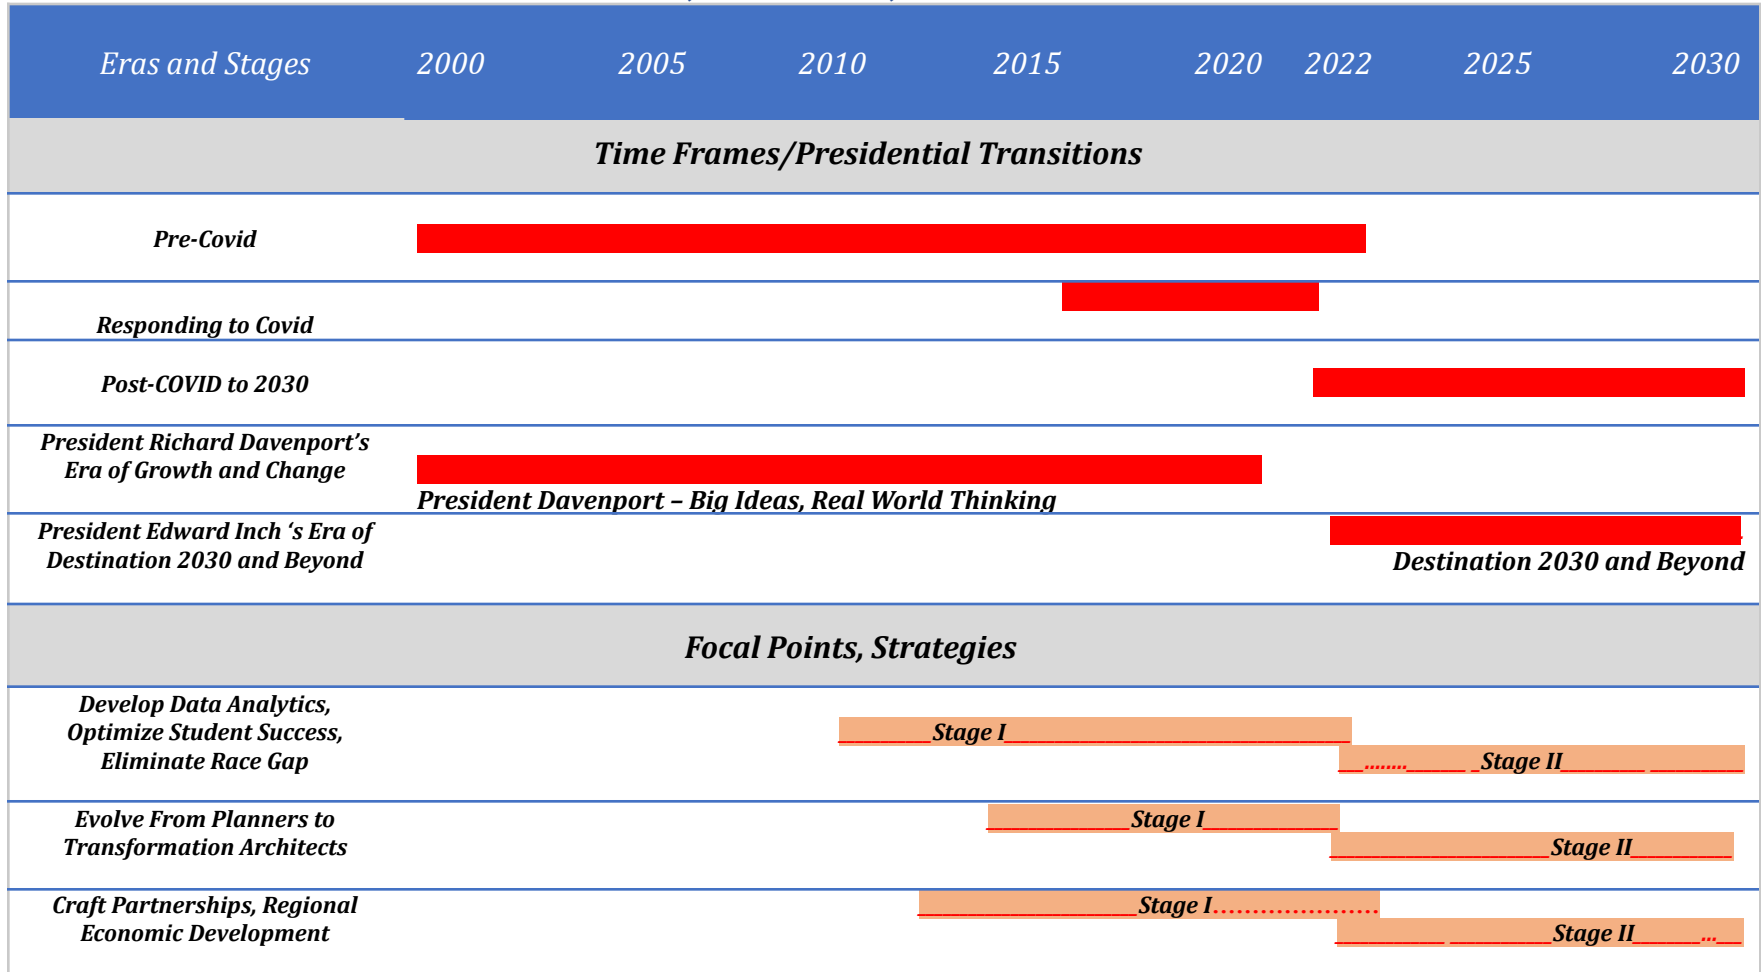 Eras and Stages 2000 2005 2010 2015 2020 2022 2025 2030
Time Frames/Presidential Transitions
Pre-Covid
Responding to Covid
Post-COVID to 2030
President Richard Davenport’s
Era of Growth and Change
President Davenport – Big Ideas, Real World Thinking
President Edward Inch ‘s Era of
Destination 2030 and Beyond
Destination 2030 and Beyond
Focal Points, Strategies
Develop Data Analytics,
Optimize Student Success,
Eliminate Race Gap
Stage I
Stage II
Evolve From Planners to
Transformation Architects
Stage I
Stage II
Craft Partnerships, Regional
Economic Development
Stage I
Stage II